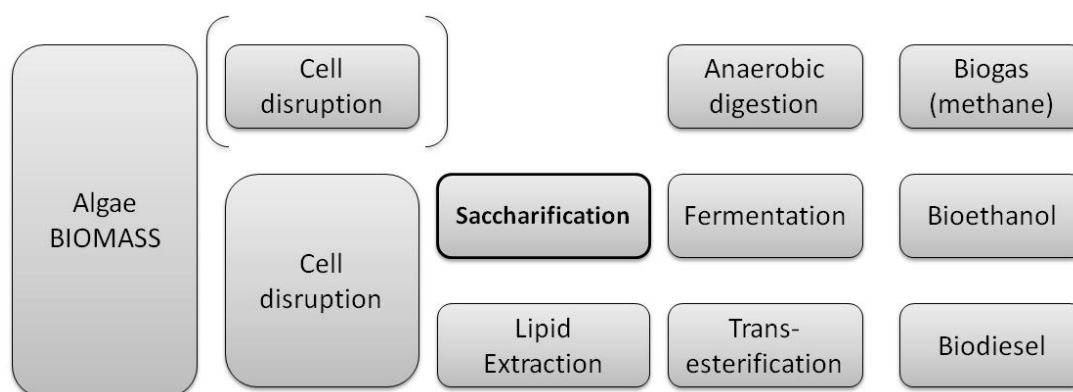 Algae
BIOMASS
Cell
disruption
Anaerobic
digestion
Biogas
(methane)
Cell
disruption
Saccharification
Fermentation
Bioethanol
Lipid
Extraction
Trans-
esterification
Biodiesel